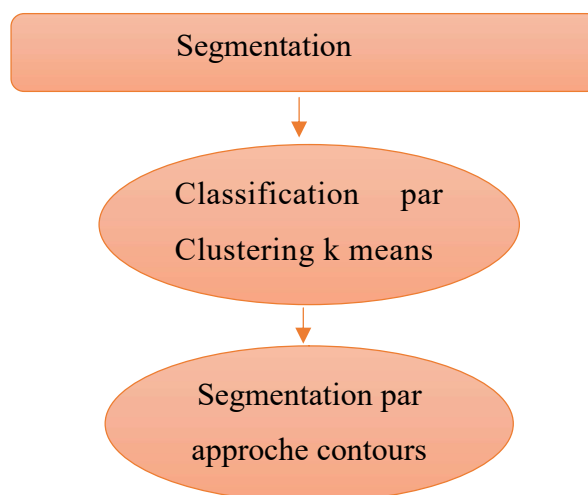 Segmentation
Classification par
Clustering k means
Segmentation par
approche contours